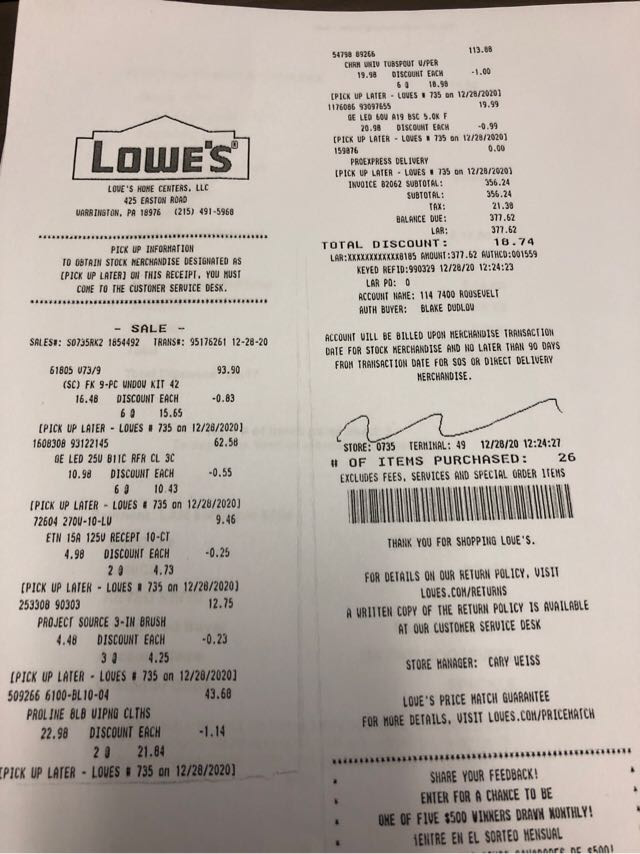 LOWE'S
LOWE'S HOME CENTERS, LLC
425 EASTON ROAD
WARRINGTON, PA 18976 (215) 491-5968
PICK UP INFORMATION
TO OBTAIN STOCK MERCHANDISE DESIGNATED AS
[PICK UP LATER] ON THIS RECEIPT, YOU MUST
COME TO THE CUSTOMER SERVICE DESK.
- SALE -
SALES#: S0735RK2 1854492 TRANS#: 95176261 12-28-20
61805 W73/9 93.90
(SC) FK 9-PC WNDOW KIT 42
16.48 DISCOUNT EACH -0.83
6 @ 15.65
[PICK UP LATER - LOWES # 735 on 12/28/2020]
1608308 93122145 62.58
GE LED 25W B11C RFR CL 3C
10.98 DISCOUNT EACH -0.55
6 @ 10.43
[PICK UP LATER - LOWES # 735 on 12/28/2020]
72604 270W-10-LW 9.46
ETN 15A 125V RECEPT 10-CT
4.98 DISCOUNT EACH -0.25
2 @ 4.73
[PICK UP LATER - LOWES # 735 on 12/28/2020]
253308 90303 12.75
PROJECT SOURCE 3-IN BRUSH
4.48 DISCOUNT EACH -0.23
3 @ 4.25
[PICK UP LATER - LOWES # 735 on 12/28/2020]
509266 6100-BL10-04 43.68
PROLINE 8LB WIPNG CLTHS
22.98 DISCOUNT EACH -1.14
2 @ 21.84
[PICK UP LATER - LOWES # 735 on 12/28/2020]
54798 89266 113.88
CHRM UNIV TUBSPOUT W/PER
19.98 DISCOUNT EACH -1.00
6 @ 18.98
[PICK UP LATER - LOWES # 735 on 12/28/2020]
1176086 93097655 19.99
GE LED 60W A19 BSC 5.0K F
20.98 DISCOUNT EACH -0.99
[PICK UP LATER - LOWES # 735 on 12/28/2020]
159876 0.00
PROEXPRESS DELIVERY
[PICK UP LATER - LOWES # 735 on 12/28/2020]
INVOICE 82062 SUBTOTAL: 356.24
SUBTOTAL: 356.24
TAX: 21.38
BALANCE DUE: 377.62
LAR: 377.62
TOTAL DISCOUNT: 18.74
LAR:XXXXXXXXXXXX8185 AMOUNT:377.62 AUTHCD:001559
KEYED REFID:990329 12/28/20 12:24:23
LAR PO: 0
ACCOUNT NAME: 114 7400 ROOSEVELT
AUTH BUYER: BLAKE DUDLOW
ACCOUNT WILL BE BILLED UPON MERCHANDISE TRANSACTION
DATE FOR STOCK MERCHANDISE AND NO LATER THAN 90 DAYS
FROM TRANSACTION DATE FOR SOS OR DIRECT DELIVERY
MERCHANDISE.
STORE: 0735 TERMINAL: 49 12/28/20 12:24:27
# OF ITEMS PURCHASED: 26
EXCLUDES FEES, SERVICES AND SPECIAL ORDER ITEMS
THANK YOU FOR SHOPPING LOWE'S.
FOR DETAILS ON OUR RETURN POLICY, VISIT
LOWES.COM/RETURNS
A WRITTEN COPY OF THE RETURN POLICY IS AVAILABLE
AT OUR CUSTOMER SERVICE DESK
STORE MANAGER: CARY WEISS
LOWE'S PRICE MATCH GUARANTEE
FOR MORE DETAILS, VISIT LOWES.COM/PRICEMATCH
SHARE YOUR FEEDBACK!
ENTER FOR A CHANCE TO BE
ONE OF FIVE $500 WINNERS DRAWN MONTHLY!
¡ENTRE EN EL SORTEO MENSUAL
DE $500!